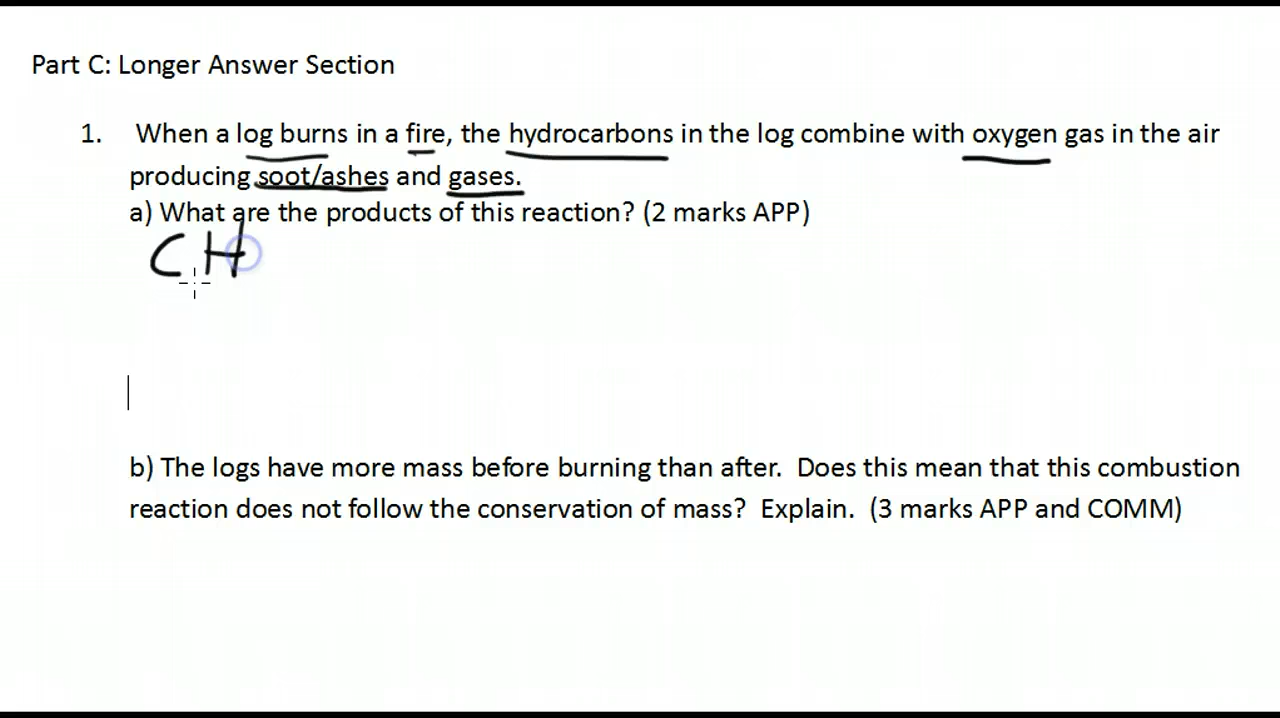 Part C: Longer Answer Section
1. When a log burns in a fire, the hydrocarbons in the log combine with oxygen gas in the air
producing soot/ashes and gases.
a) What are the products of this reaction? (2 marks APP)
CH
b) The logs have more mass before burning than after. Does this mean that this combustion
reaction does not follow the conservation of mass? Explain. (3 marks APP and COMM)